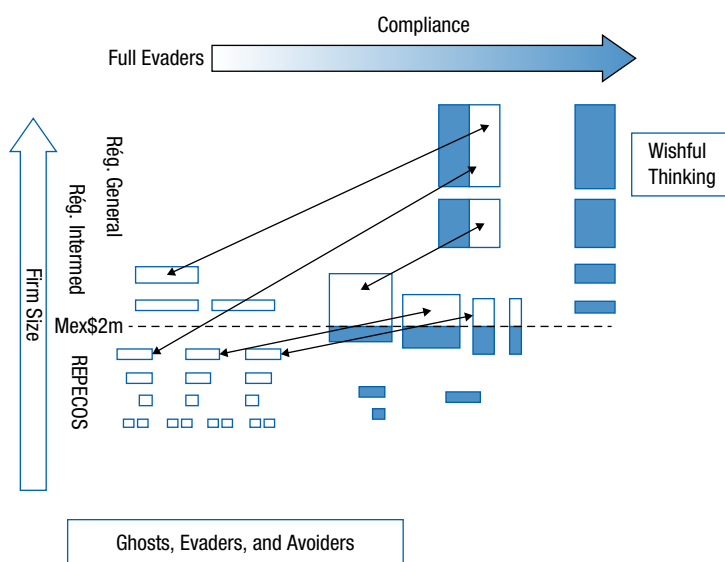 Compliance
Full Evaders
Wishful
Thinking
Rég. General
Rég. Intermed
Firm Size
Mex$2m
REPECOS
Ghosts, Evaders, and Avoiders